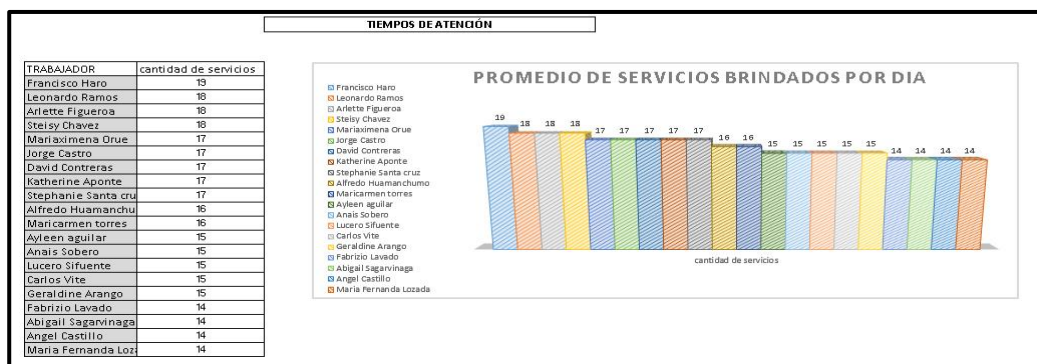 TIEMPOS DE ATENCIÓN
TRABAJADOR cantidad de servicios
Francisco Haro 19
Leonardo Ramos 18
Arlette Figueroa 18
Steisy Chavez 18
Mariaximena Orue 17
Jorge Castro 17
David Contreras 17
Katherine Aponte 17
Stephanie Santa cru 17
Alfredo Huamanchu 16
Maricarmen torres 16
Ayleen aguilar 15
Anais Sobero 15
Lucero Sifuente 15
Carlos Vite 15
Geraldine Arango 15
Fabrizio Lavado 14
Abigail Sagarvinaga 14
Angel Castillo 14
Maria Fernanda Loz 14
PROMEDIO DE SERVICIOS BRINDADOS POR DIA
Francisco Haro
Leonardo Ramos
Arlette Figueroa
Steisy Chavez
Mariaximena Orue
Jorge Castro
David Contreras
Katherine Aponte
Stephanie Santa cruz
Alfredo Huamanchumo
Maricarmen torres
Ayleen aguilar
Anais Sobero
Lucero Sifuente
Carlos Vite
Geraldine Arango
Fabrizio Lavado
Abigail Sagarvinaga
Angel Castillo
Maria Fernanda Lozada
19 18 18 18 17 17 17 17 17 16 16 15 15 15 15 15 14 14 14 14
cantidad de servicios